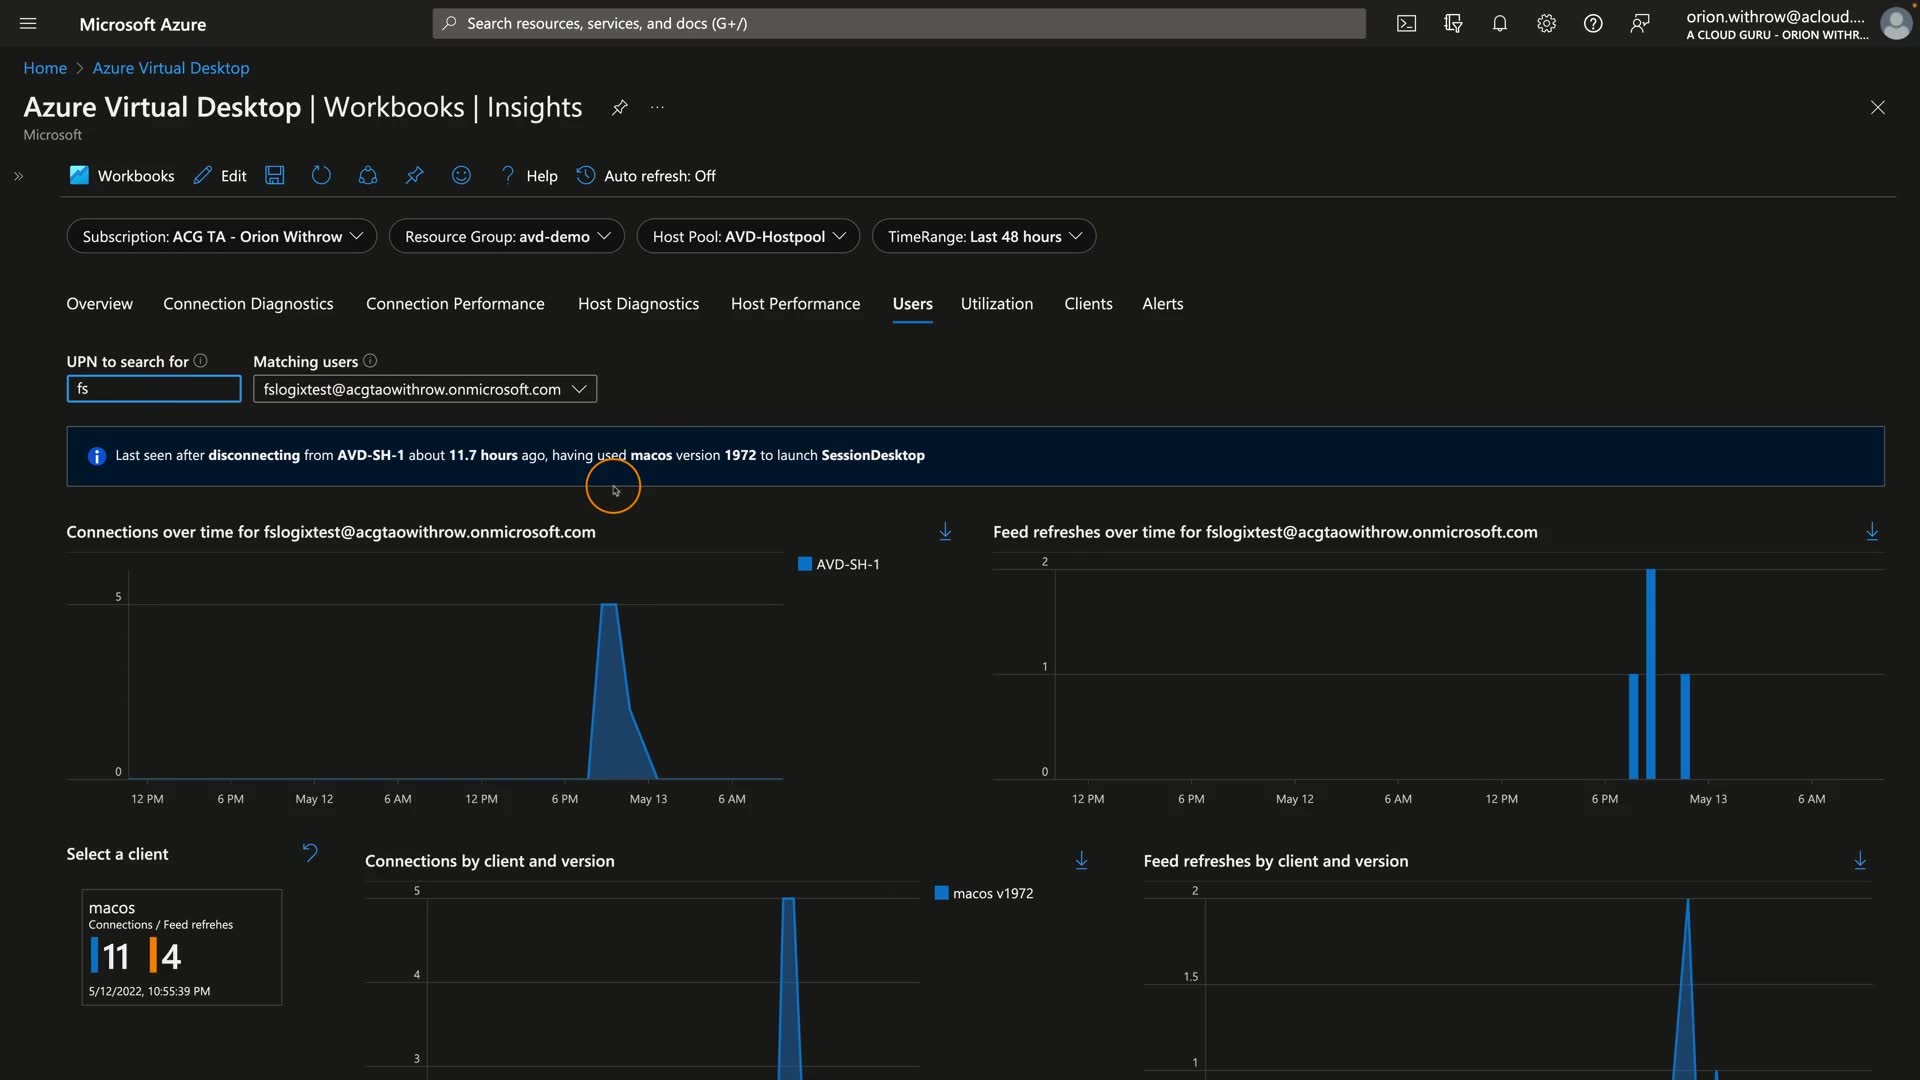 Microsoft Azure
Search resources, services, and docs (G+/)
orion.withrow@acloud....
A CLOUD GURU - ORION WITHR...
Home > Azure Virtual Desktop
Azure Virtual Desktop | Workbooks | Insights
Microsoft
Workbooks Edit Help Auto refresh: Off
Subscription: ACG TA - Orion Withrow Resource Group: avd-demo Host Pool: AVD-Hostpool TimeRange: Last 48 hours
Overview Connection Diagnostics Connection Performance Host Diagnostics Host Performance Users Utilization Clients Alerts
UPN to search for Matching users
fs fslogixtest@acgtaowithrow.onmicrosoft.com
Last seen after disconnecting from AVD-SH-1 about 11.7 hours ago, having used macos version 1972 to launch SessionDesktop
Connections over time for fslogixtest@acgtaowithrow.onmicrosoft.com
AVD-SH-1
5
0
12 PM 6 PM May 12 6 AM 12 PM 6 PM May 13 6 AM
Feed refreshes over time for fslogixtest@acgtaowithrow.onmicrosoft.com
2
1
0
12 PM 6 PM May 12 6 AM 12 PM 6 PM May 13 6 AM
Select a client
macos
Connections / Feed refrehes
11 4
5/12/2022, 10:55:39 PM
Connections by client and version
macos v1972
5
4
3
Feed refreshes by client and version
2
1.5
1